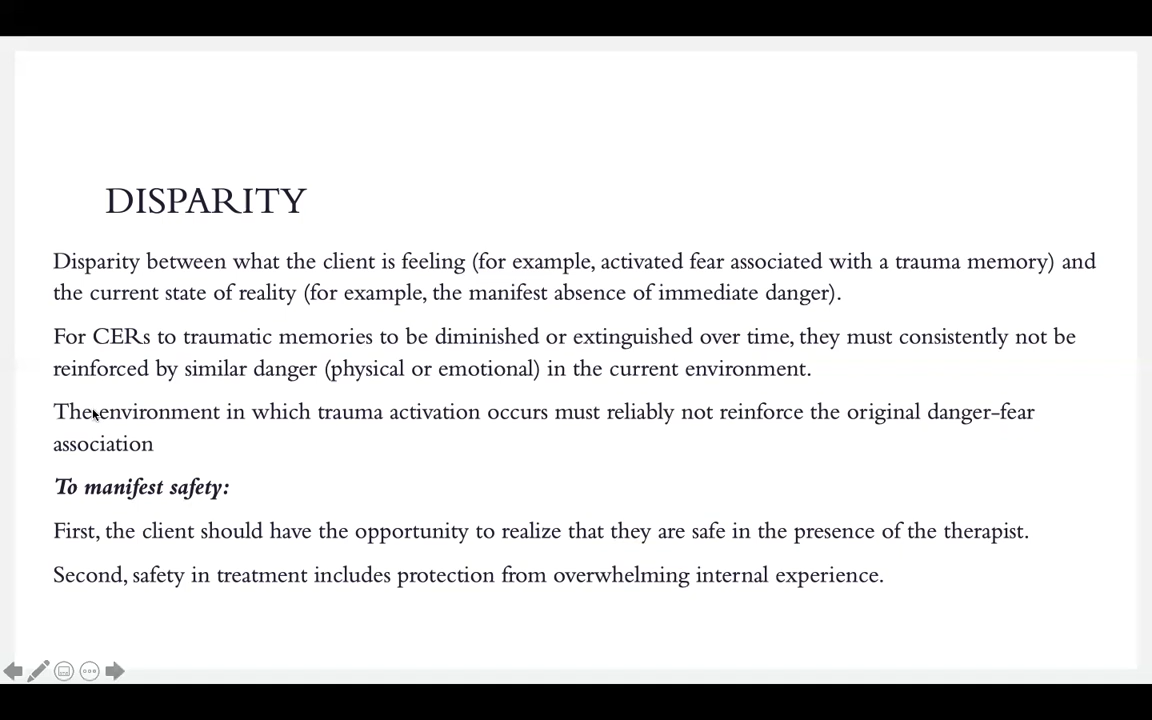 DISPARITY
Disparity between what the client is feeling (for example, activated fear associated with a trauma memory) and
the current state of reality (for example, the manifest absence of immediate danger).
For CERs to traumatic memories to be diminished or extinguished over time, they must consistently not be
reinforced by similar danger (physical or emotional) in the current environment.
The environment in which trauma activation occurs must reliably not reinforce the original danger-fear
association
To manifest safety:
First, the client should have the opportunity to realize that they are safe in the presence of the therapist.
Second, safety in treatment includes protection from overwhelming internal experience.